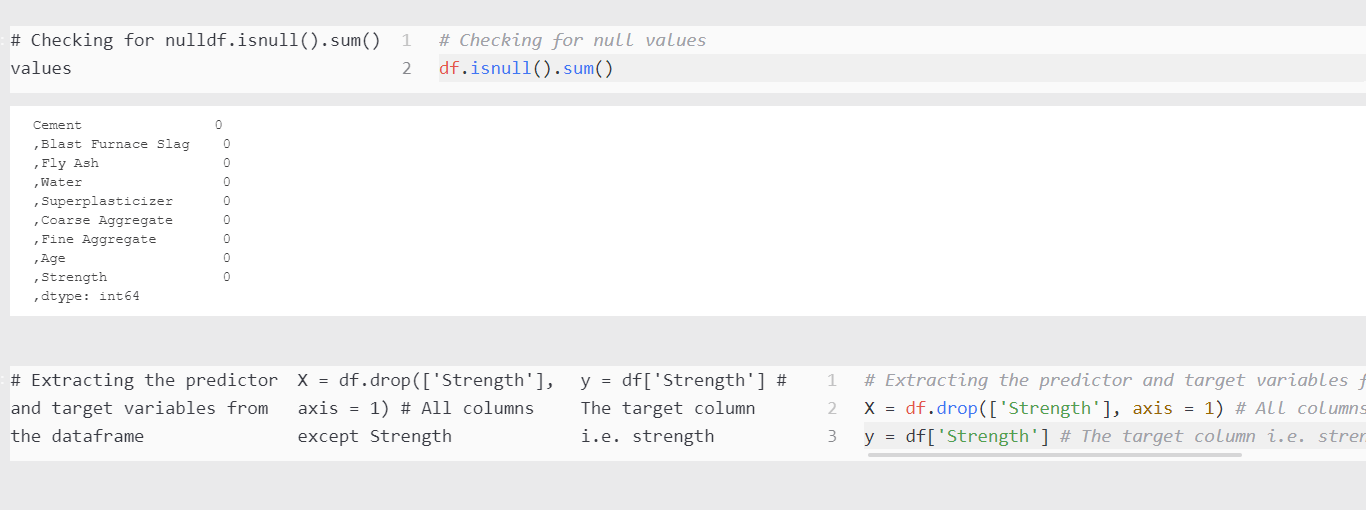 # Checking for nulldf.isnull().sum()
values
1 # Checking for null values
2 df.isnull().sum()
Cement 0
,Blast Furnace Slag 0
,Fly Ash 0
,Water 0
,Superplasticizer 0
,Coarse Aggregate 0
,Fine Aggregate 0
,Age 0
,Strength 0
,dtype: int64
# Extracting the predictor
and target variables from
the dataframe
X = df.drop(['Strength'],
axis = 1) # All columns
except Strength
y = df['Strength'] #
The target column
i.e. strength
1 # Extracting the predictor and target variables
2 X = df.drop(['Strength'], axis = 1) # All columns
3 y = df['Strength'] # The target column i.e.